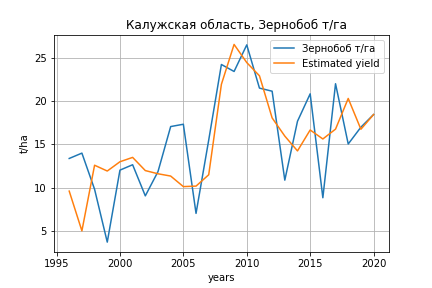 Калужская область, Зернобоб т/га
Зернобоб т/га
Estimated yield
t/ha
25
20
15
10
5
1995 2000 2005 2010 2015 2020
years